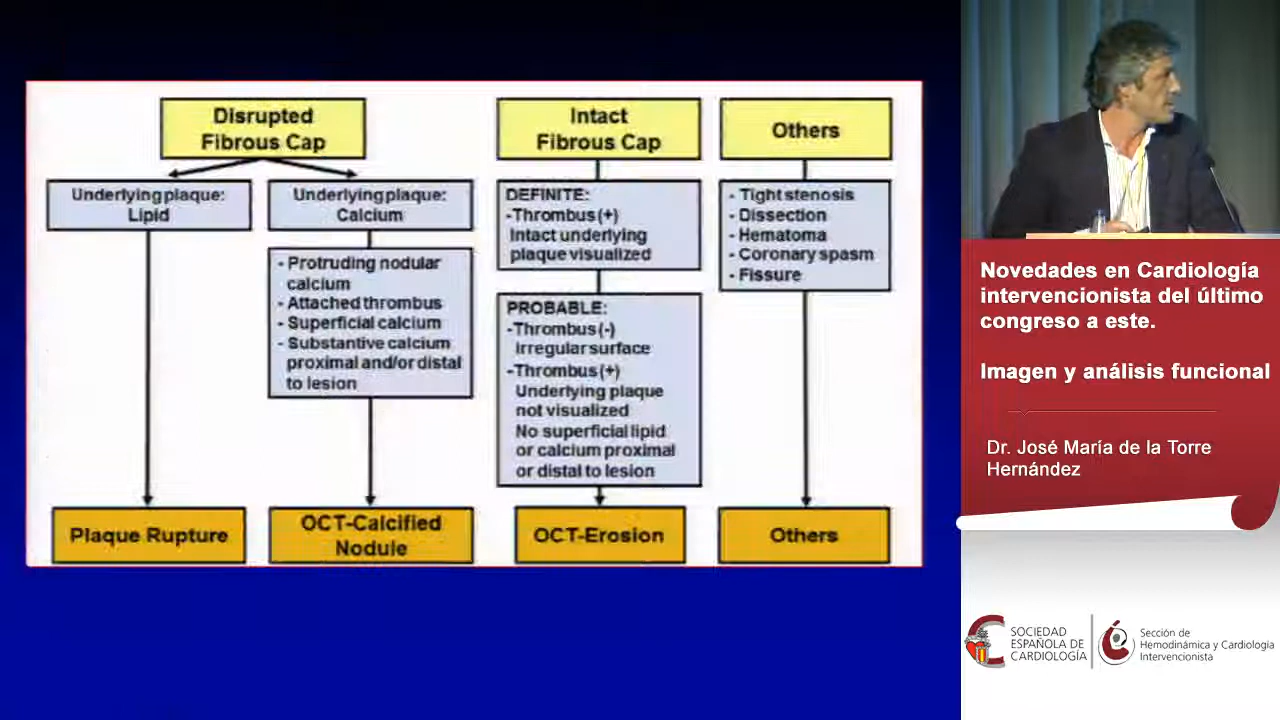 Disrupted
Fibrous Cap
Underlying plaque:
Lipid
Underlying plaque:
Calcium
- Protruding nodular
calcium
- Attached thrombus
- Superficial calcium
- Substantive calcium
proximal and/or distal
to lesion
Plaque Rupture
OCT-Calcified
Nodule
Intact
Fibrous Cap
DEFINITE:
-Thrombus (+)
Intact underlying
plaque visualized
PROBABLE:
-Thrombus (-)
Irregular surface
-Thrombus (+)
Underlying plaque
not visualized
No superficial lipid
or calcium proximal
or distal to lesion
OCT-Erosion
Others
- Tight stenosis
- Dissection
- Hematoma
- Coronary spasm
- Fissure
Others
Novedades en Cardiología
intervencionista del último
congreso a este.
Imagen y análisis funcional
Dr. José María de la Torre
Hernández
SOCIEDAD
ESPAÑOLA DE
CARDIOLOGÍA
Sección de
Hemodinámica y Cardiología
Intervencionista